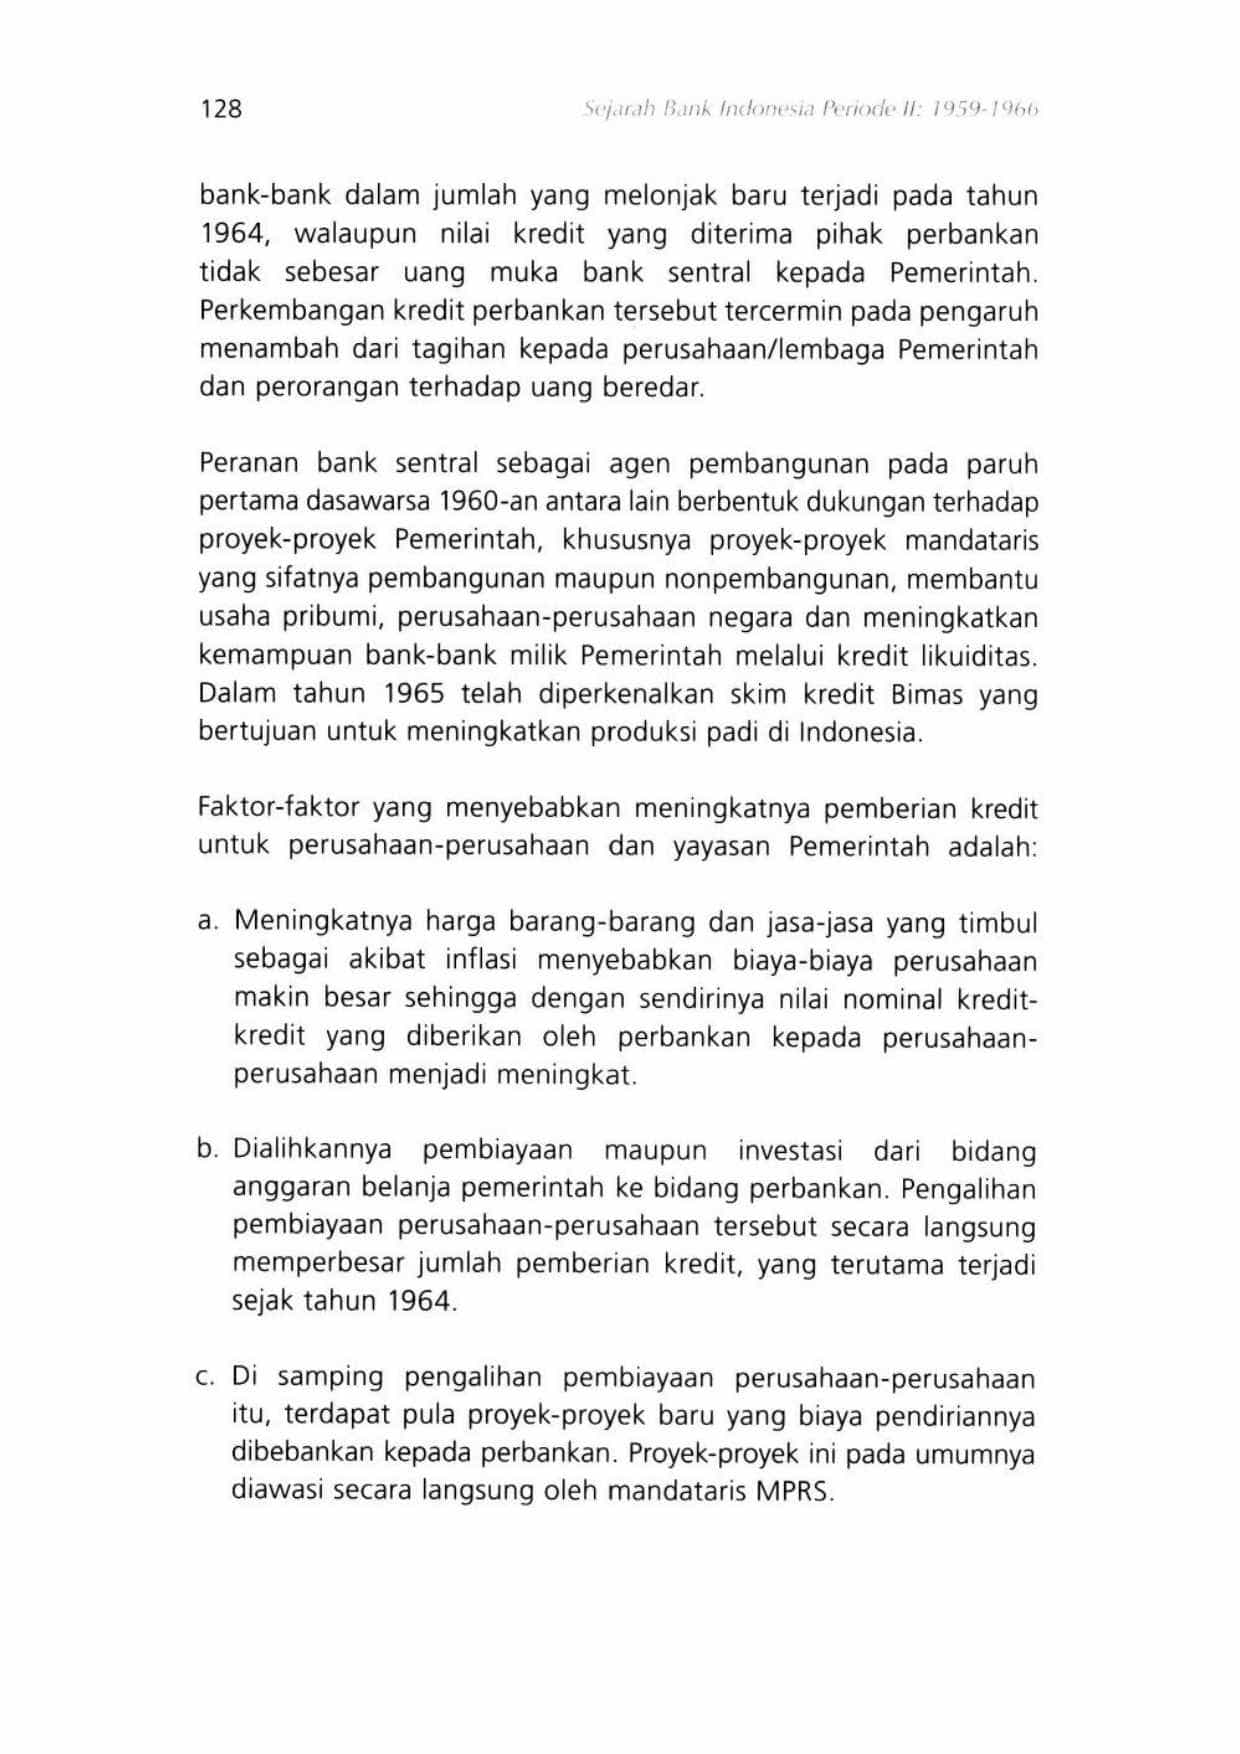 128
Sejarah Bank Indonesia Periode II: 1959-1966
bank-bank dalam jumlah yang melonjak baru terjadi pada tahun
1964, walaupun nilai kredit yang diterima pihak perbankan
tidak sebesar uang muka bank sentral kepada Pemerintah.
Perkembangan kredit perbankan tersebut tercermin pada pengaruh
menambah dari tagihan kepada perusahaan/lembaga Pemerintah
dan perorangan terhadap uang beredar.
Peranan bank sentral sebagai agen pembangunan pada paruh
pertama dasawarsa 1960-an antara lain berbentuk dukungan terhadap
proyek-proyek Pemerintah, khususnya proyek-proyek mandataris
yang sifatnya pembangunan maupun nonpembangunan, membantu
usaha pribumi, perusahaan-perusahaan negara dan meningkatkan
kemampuan bank-bank milik Pemerintah melalui kredit likuiditas.
Dalam tahun 1965 telah diperkenalkan skim kredit Bimas yang
bertujuan untuk meningkatkan produksi padi di Indonesia.
Faktor-faktor yang menyebabkan meningkatnya pemberian kredit
untuk perusahaan-perusahaan dan yayasan Pemerintah adalah:
a. Meningkatnya harga barang-barang dan jasa-jasa yang timbul
sebagai akibat inflasi menyebabkan biaya-biaya perusahaan
makin besar sehingga dengan sendirinya nilai nominal kredit-
kredit yang diberikan oleh perbankan kepada perusahaan-
perusahaan menjadi meningkat.
b. Dialihkannya pembiayaan maupun investasi dari bidang
anggaran belanja pemerintah ke bidang perbankan. Pengalihan
pembiayaan perusahaan-perusahaan tersebut secara langsung
memperbesar jumlah pemberian kredit, yang terutama terjadi
sejak tahun 1964.
c. Di samping pengalihan pembiayaan perusahaan-perusahaan
itu, terdapat pula proyek-proyek baru yang biaya pendiriannya
dibebankan kepada perbankan. Proyek-proyek ini pada umumnya
diawasi secara langsung oleh mandataris MPRS.